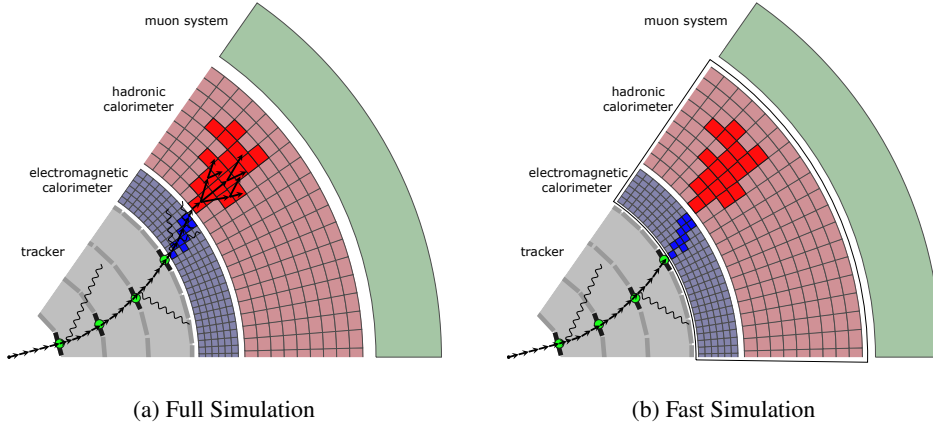 muon system
hadronic
calorimeter
electromagnetic
calorimeter
tracker
(a) Full Simulation
muon system
hadronic
calorimeter
electromagnetic
calorimeter
tracker
(b) Fast Simulation